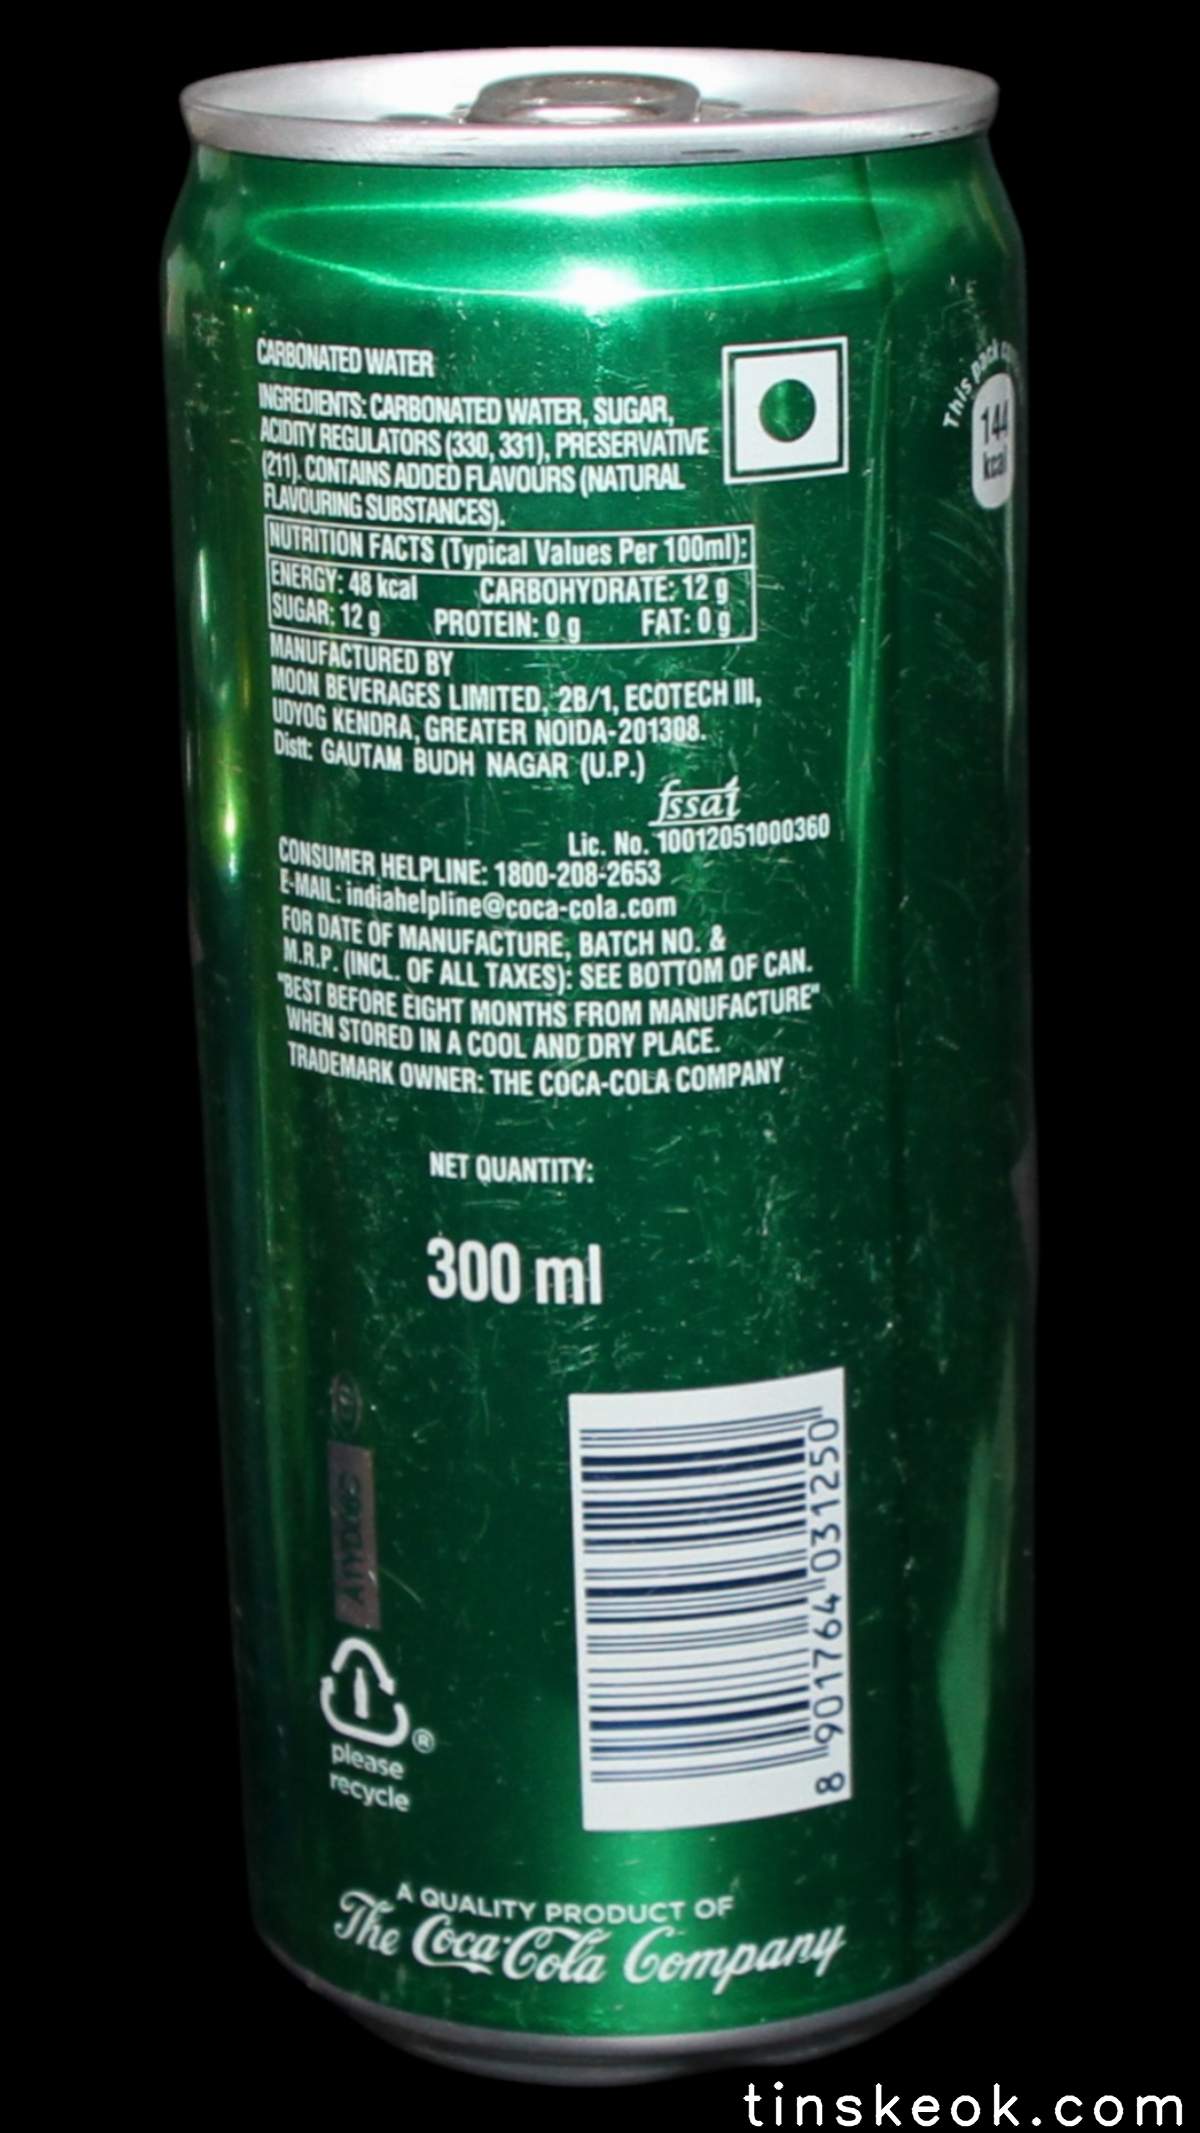 CARBONATED WATER
INGREDIENTS: CARBONATED WATER, SUGAR,
ACIDITY REGULATORS (330, 331), PRESERVATIVE
(211). CONTAINS ADDED FLAVOURS (NATURAL
FLAVOURING SUBSTANCES).
This pack
144
kcal
NUTRITION FACTS (Typical Values Per 100ml):
ENERGY: 48 kcal CARBOHYDRATE: 12 g
SUGAR: 12 g PROTEIN: 0 g FAT: 0 g
MANUFACTURED BY
MOON BEVERAGES LIMITED, 2B/1, ECOTECH III,
UDYOG KENDRA, GREATER NOIDA-201308.
Distt: GAUTAM BUDH NAGAR (U.P.)
fssai
Lic. No. 10012051000360
CONSUMER HELPLINE: 1800-208-2653
E-MAIL: indiahelpline@coca-cola.com
FOR DATE OF MANUFACTURE, BATCH NO. &
M.R.P. (INCL. OF ALL TAXES): SEE BOTTOM OF CAN.
"BEST BEFORE EIGHT MONTHS FROM MANUFACTURE"
WHEN STORED IN A COOL AND DRY PLACE.
TRADEMARK OWNER: THE COCA-COLA COMPANY
NET QUANTITY:
300 ml
8 901764 031250
please
recycle
®
A QUALITY PRODUCT OF
The Coca-Cola Company
tinskeok.com